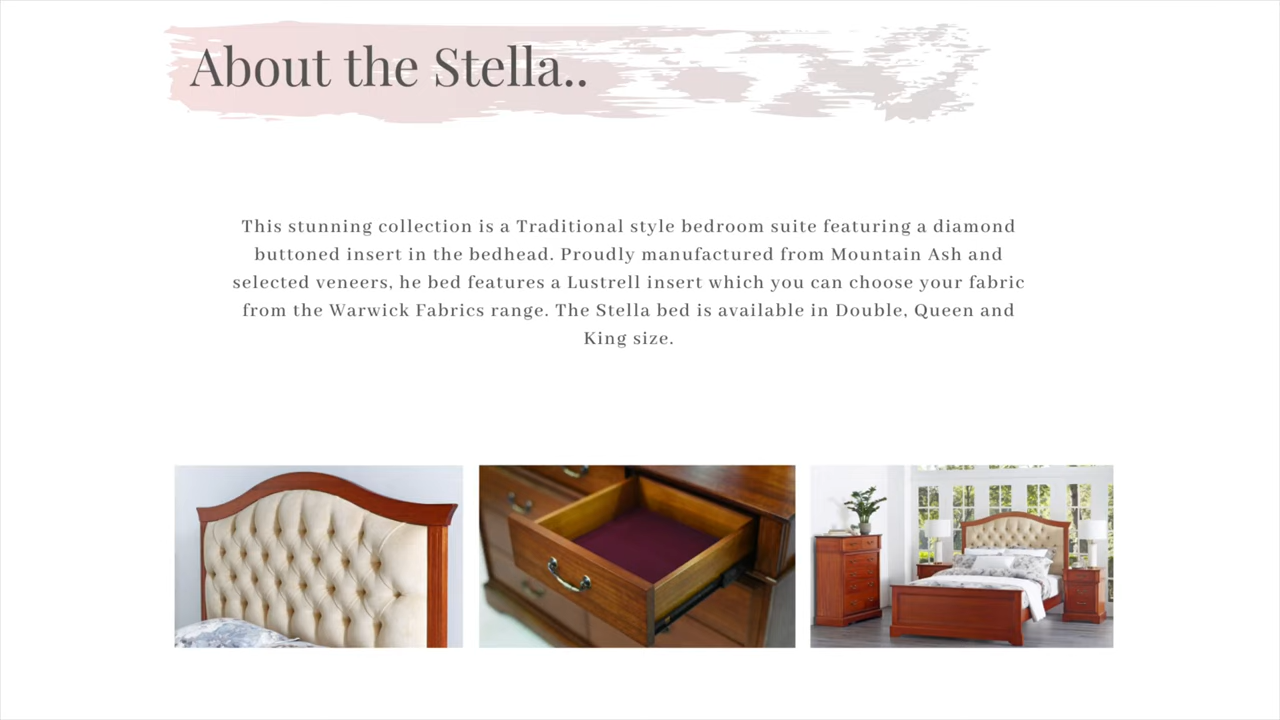 About the Stella..
This stunning collection is a Traditional style bedroom suite featuring a diamond
buttoned insert in the bedhead. Proudly manufactured from Mountain Ash and
selected veneers, he bed features a Lustrell insert which you can choose your fabric
from the Warwick Fabrics range. The Stella bed is available in Double, Queen and
King size.